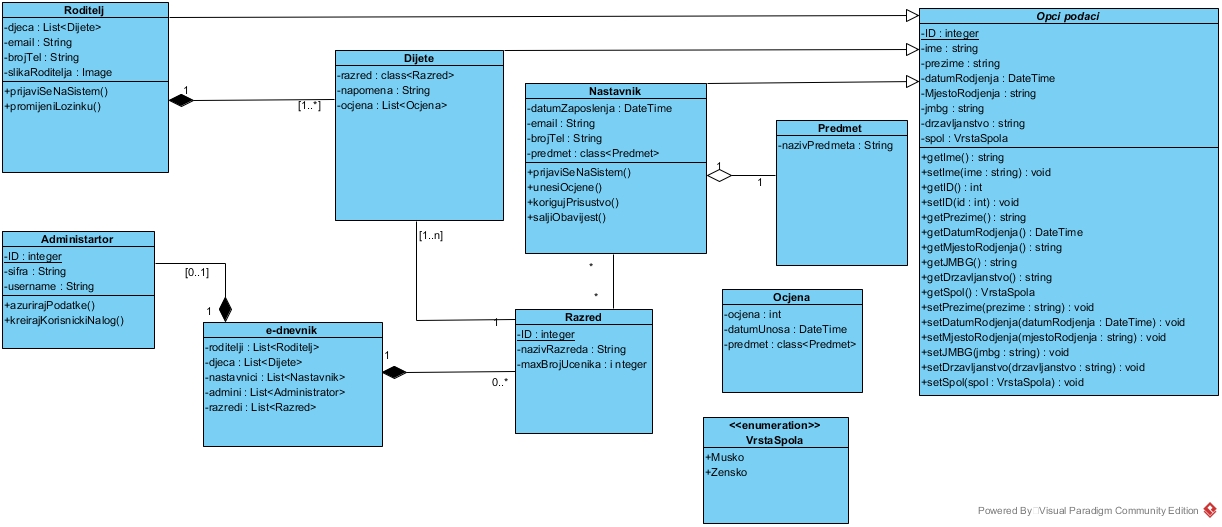 Roditelj
-djeca : List<Dijete>
-email : String
-brojTel : String
-slikaRoditelja : Image
+prijaviSeNaSistem()
+promijeniLozinku()
1
[1..*]
Dijete
-razred : class<Razred>
-napomena : String
-ocjena : List<Ocjena>
[1..n]
1
Nastavnik
-datumZaposlenja : DateTime
-email : String
-brojTel : String
-predmet : class<Predmet>
+prijaviSeNaSistem()
+unesiOcjene()
+korigujPrisustvo()
+saljiObavijest()
1
1
*
*
Predmet
-nazivPredmeta : String
Opci podaci
-ID : integer
-ime : string
-prezime : string
-datumRodjenja : DateTime
-MjestoRodjenja : string
-jmbg : string
-drzavljanstvo : string
-spol : VrstaSpola
+getIme() : string
+setIme(ime : string) : void
+getID() : int
+setID(id : int) : void
+getPrezime() : string
+getDatumRodjenja() : DateTime
+getMjestoRodjenja() : string
+getJMBG() : string
+getDrzavljanstvo() : string
+getSpol() : VrstaSpola
+setPrezime(prezime : string) : void
+setDatumRodjenja(datumRodjenja : DateTime) : void
+setMjestoRodjenja(mjestoRodjenja : string) : void
+setJMBG(jmbg : string) : void
+setDrzavljanstvo(drzavljanstvo : string) : void
+setSpol(spol : VrstaSpola) : void
Administartor
-ID : integer
-sifra : String
-username : String
+azurirajPodatke()
+kreirajKorisnickiNalog()
[0..1]
1
e-dnevnik
-roditelji : List<Roditelj>
-djeca : List<Dijete>
-nastavnici : List<Nastavnik>
-admini : List<Administrator>
-razredi : List<Razred>
1
0..*
Razred
-ID : integer
-nazivRazreda : String
-maxBrojUcenika : integer
Ocjena
-ocjena : int
-datumUnosa : DateTime
-predmet : class<Predmet>
<<enumeration>>
VrstaSpola
+Musko
+Zensko
Powered By Visual Paradigm Community Edition